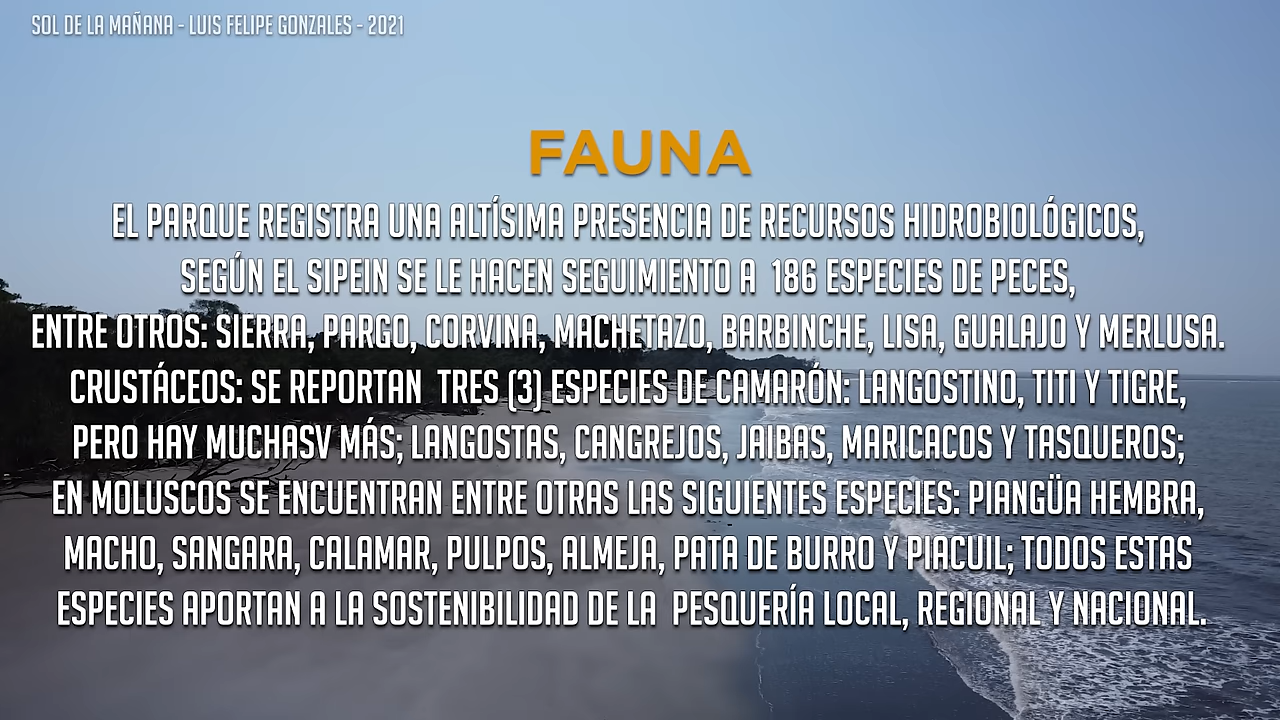 SOL DE LA MAÑANA - LUIS FELIPE GONZALES - 2021
FAUNA
EL PARQUE REGISTRA UNA ALTÍSIMA PRESENCIA DE RECURSOS HIDROBIOLÓGICOS,
SEGÚN EL SIPEIN SE LE HACEN SEGUIMIENTO A 186 ESPECIES DE PECES,
ENTRE OTROS: SIERRA, PARGO, CORVINA, MACHETAZO, BARBINCHE, LISA, GUALAJO Y MERLUSA.
CRUSTÁCEOS: SE REPORTAN TRES (3) ESPECIES DE CAMARÓN: LANGOSTINO, TITI Y TIGRE,
PERO HAY MUCHASV MÁS; LANGOSTAS, CANGREJOS, JAIBAS, MARICACOS Y TASQUEROS;
EN MOLUSCOS SE ENCUENTRAN ENTRE OTRAS LAS SIGUIENTES ESPECIES: PIANGÜA HEMBRA,
MACHO, SANGARA, CALAMAR, PULPOS, ALMEJA, PATA DE BURRO Y PIACUIL; TODOS ESTAS
ESPECIES APORTAN A LA SOSTENIBILIDAD DE LA PESQUERÍA LOCAL, REGIONAL Y NACIONAL.